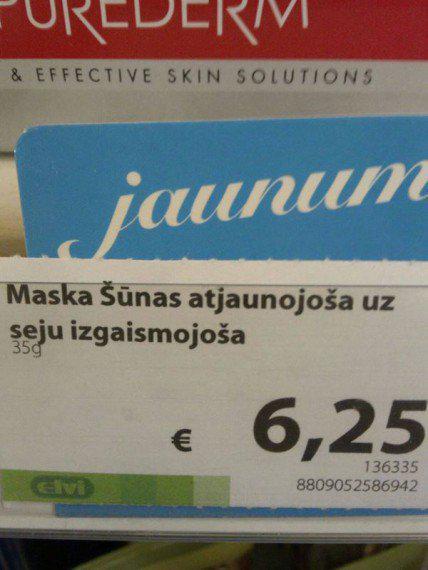 PUREDERM
& EFFECTIVE SKIN SOLUTIONS
jaunum
Maska Šūnas atjaunojoša uz
seju izgaismojoša
35g
€ 6,25
136335
elvi
8809052586942